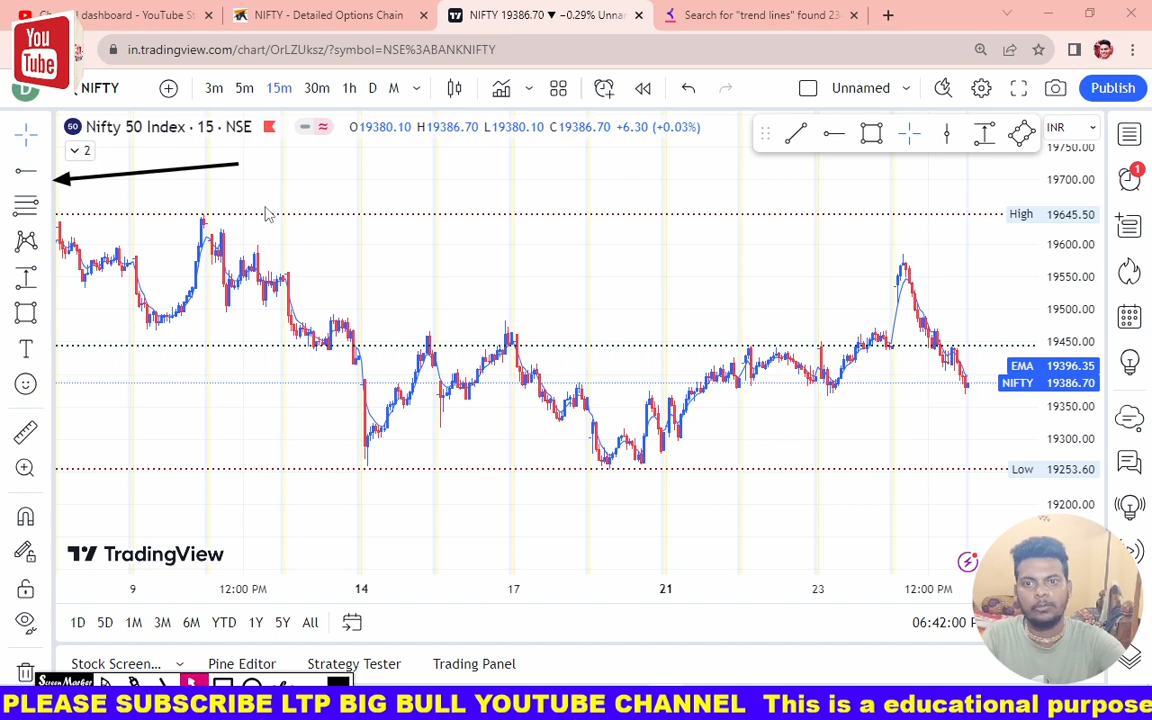 d dashboard - YouTube St
NIFTY - Detailed Options Chain
NIFTY 19386.70 ▼ −0.29% Unna
Search for "trend lines" found 23
You
Tube
in.tradingview.com/chart/OrLZUksz/?symbol=NSE%3ABANKNIFTY
NIFTY
3m 5m 15m 30m 1h D M
Unnamed
Publish
50 Nifty 50 Index · 15 · NSE
O19380.10 H19386.70 L19380.10 C19386.70 +6.30 (+0.03%)
INR
2
1
19750.00
19700.00
High 19645.50
19600.00
19550.00
19500.00
19450.00
EMA 19396.35
NIFTY 19386.70
19350.00
19300.00
Low 19253.60
19200.00
TradingView
9 12:00 PM 14 17 21 23 12:00 PM
1D 5D 1M 3M 6M YTD 1Y 5Y All
06:42:00
Stock Screen... Pine Editor Strategy Tester Trading Panel
Screen Marker
PLEASE SUBSCRIBE LTP BIG BULL YOUTUBE CHANNEL This is a educational purpose